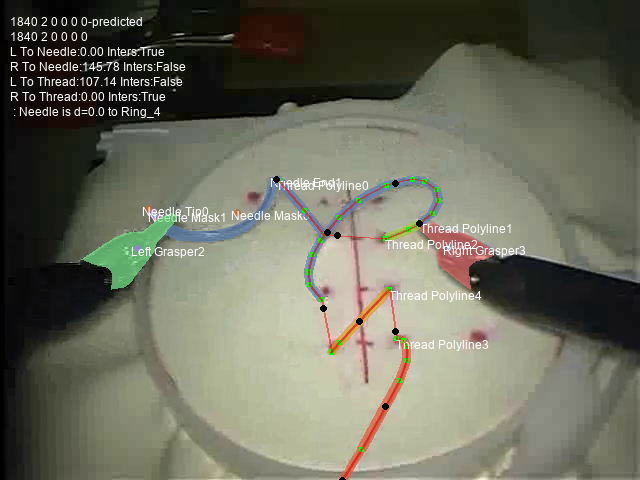 1840 2 0 0 0 0-predicted
1840 2 0 0 0 0
L To Needle:0.00 Inters:True
R To Needle:145.78 Inters:False
L To Thread:107.14 Inters:False
R To Thread:0.00 Inters:True
: Needle is d=0.0 to Ring_4
Needle End1
Thread Polyline0
Needle Tip0
Needle Mask1 Needle Mask
Thread Polyline1
Thread Polyline2
Left Grasper2
Right Grasper3
Thread Polyline4
Thread Polyline3